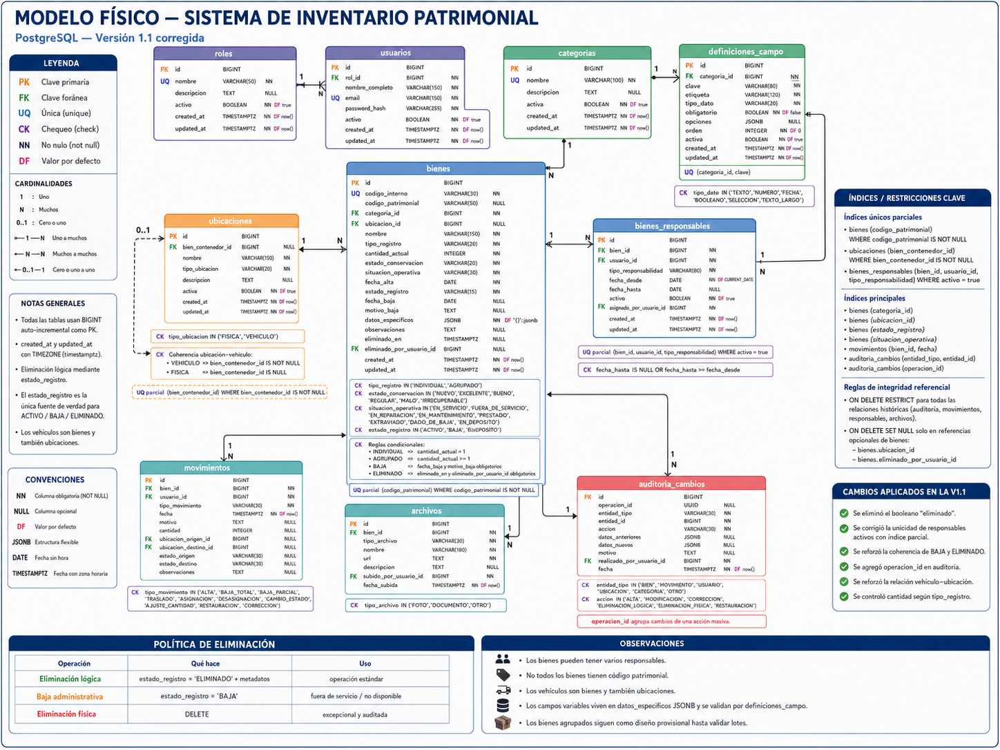 MODELO FÍSICO — SISTEMA DE INVENTARIO PATRIMONIAL
PostgreSQL — Versión 1.1 corregida
LEYENDA
PK Clave primaria
FK Clave foránea
UQ Única (unique)
CK Chequeo (check)
NN No nulo (not null)
DF Valor por defecto
CARDINALIDADES
1 : Uno
N : Muchos
0..1 : Cero o uno
1—N Uno a muchos
N—N Muchos a muchos
0..1—1 Cero o uno a uno
NOTAS GENERALES
• Todas las tablas usan BIGINT
auto-incremental como PK.
• created_at y updated_at
con TIMEZONE (timestamptz).
• Eliminación lógica mediante
estado_registro.
• El estado_registro es la
única fuente de verdad para
ACTIVO / BAJA / ELIMINADO.
• Los vehículos son bienes y
también ubicaciones.
CONVENCIONES
NN Columna obligatoria (NOT NULL)
NULL Columna opcional
DF Valor por defecto
JSONB Estructura flexible
DATE Fecha sin hora
TIMESTAMPTZ Fecha con zona horaria
roles
PK id BIGINT
UQ nombre VARCHAR(50) NN
descripcion TEXT NULL
activo BOOLEAN NN DF true
created_at TIMESTAMPTZ NN DF now()
updated_at TIMESTAMPTZ NN DF now()
1
N
usuarios
PK id BIGINT
FK rol_id BIGINT NN
nombre_completo VARCHAR(150) NN
UQ email VARCHAR(150) NN
password_hash VARCHAR(255) NN
activo BOOLEAN NN DF true
created_at TIMESTAMPTZ NN DF now()
updated_at TIMESTAMPTZ NN DF now()
categorias
PK id BIGINT
UQ nombre VARCHAR(100) NN
descripcion TEXT NULL
activa BOOLEAN NN DF true
created_at TIMESTAMPTZ NN DF now()
updated_at TIMESTAMPTZ NN DF now()
1
N
1
N
definiciones_campo
PK id BIGINT
FK categoria_id BIGINT NN
clave VARCHAR(80) NN
etiqueta VARCHAR(120) NN
tipo_dato VARCHAR(20) NN
obligatorio BOOLEAN NN DF false
opciones JSONB NULL
orden INTEGER NN DF 0
activa BOOLEAN NN DF true
created_at TIMESTAMPTZ NN DF now()
updated_at TIMESTAMPTZ NN DF now()
UQ (categoria_id, clave)
CK tipo_dato IN ('TEXTO','NUMERO','FECHA',
'BOOLEANO','SELECCION','TEXTO_LARGO')
bienes
PK id BIGINT
UQ codigo_interno VARCHAR(30) NN
codigo_patrimonial VARCHAR(50) NULL
FK categoria_id BIGINT NN
FK ubicacion_id BIGINT NULL
nombre VARCHAR(150) NN
tipo_registro VARCHAR(20) NN
cantidad_actual INTEGER NN
estado_conservacion VARCHAR(20) NN
situacion_operativa VARCHAR(30) NN
fecha_alta DATE NN
estado_registro VARCHAR(15) NN
fecha_baja DATE NULL
motivo_baja TEXT NULL
datos_especificos JSONB NN DF '{}'::jsonb
observaciones TEXT NULL
eliminado_en TIMESTAMPTZ NULL
FK eliminado_por_usuario_id BIGINT NULL
created_at TIMESTAMPTZ NN DF now()
updated_at TIMESTAMPTZ NN DF now()
CK tipo_registro IN ('INDIVIDUAL','AGRUPADO')
CK estado_conservacion IN ('NUEVO','EXCELENTE','BUENO',
'REGULAR', 'MALO', 'IRRECUPERABLE')
CK situacion_operativa IN ('EN_SERVICIO', 'FUERA_DE_SERVICIO',
'EN_REPARACION', 'EN_MANTENIMIENTO', 'PRESTADO',
'EXTRAVIADO', 'DADO_DE_BAJA', 'EN_DEPOSITO')
CK estado_registro IN ('ACTIVO', 'BAJA',
CK Reglas condicionales:
• INDIVIDUAL => cantidad_actual = 1
• AGRUPADO => cantidad_actual >= 1
• BAJA => fecha_baja y motivo_baja obligatorios
• ELIMINADO => eliminado_en y eliminado_por_usuario_id obligatorios
UQ parcial (codigo_patrimonial) WHERE codigo_patrimonial IS NOT NULL
0..1
ubicaciones
PK id BIGINT
FK bien_contenedor_id BIGINT NULL
nombre VARCHAR(150) NN
tipo_ubicacion VARCHAR(20) NN
descripcion TEXT NULL
activa BOOLEAN NN DF true
created_at TIMESTAMPTZ NN DF now()
updated_at TIMESTAMPTZ NN DF now()
1
N
CK tipo_ubicacion IN ('FISICA','VEHICULO')
CK Coherencia ubicación-vehículo:
• VEHICULO => bien_contenedor_id IS NOT NULL
• FISICA => bien_contenedor_id IS NULL
UQ parcial (bien_contenedor_id) WHERE bien_contenedor_id IS NOT NULL
1
N
bienes_responsables
PK id BIGINT
FK bien_id BIGINT NN
FK usuario_id BIGINT NN
tipo_responsabilidad VARCHAR(80) NN
fecha_desde DATE NN DF CURRENT_DATE
fecha_hasta DATE NULL
activo BOOLEAN NN DF true
FK asignado_por_usuario_id BIGINT NN
created_at TIMESTAMPTZ NN DF now()
updated_at TIMESTAMPTZ NN DF now()
1
N
UQ parcial (bien_id, usuario_id, tipo_responsabilidad) WHERE activo = true
CK fecha_hasta IS NULL OR fecha_hasta >= fecha_desde
1
N
movimientos
PK id BIGINT
FK bien_id BIGINT NN
FK usuario_id BIGINT NN
tipo_movimiento VARCHAR(30) NN
fecha TIMESTAMPTZ NN DF now()
motivo TEXT NULL
cantidad INTEGER NULL
FK ubicacion_origen_id BIGINT NULL
FK ubicacion_destino_id BIGINT NULL
estado_origen VARCHAR(30) NULL
estado_destino VARCHAR(30) NULL
observaciones TEXT NULL
CK tipo_movimiento IN ('ALTA', 'BAJA_TOTAL', 'BAJA_PARCIAL',
'TRASLADO', 'ASIGNACION', 'DESASIGNACION', 'CAMBIO_ESTADO',
'AJUSTE_CANTIDAD', 'RESTAURACION', 'CORRECCION')
archivos
PK id BIGINT
FK bien_id BIGINT NN
tipo_archivo VARCHAR(30) NN
nombre VARCHAR(180) NN
url TEXT NN
descripcion TEXT NULL
FK subido_por_usuario_id BIGINT NN
fecha_subida TIMESTAMPTZ NN DF now()
1
N
CK tipo_archivo IN ('FOTO','DOCUMENTO','OTRO')
1
N
1
auditoria_cambios
PK id BIGINT
operacion_id UUID NULL
entidad_tipo VARCHAR(30) NN
entidad_id BIGINT NN
accion VARCHAR(30) NN
datos_anteriores JSONB NULL
datos_nuevos JSONB NULL
motivo TEXT NULL
FK realizado_por_usuario_id BIGINT NN
fecha TIMESTAMPTZ NN DF now()
CK entidad_tipo IN ('BIEN', 'MOVIMIENTO', 'USUARIO',
'UBICACION', 'CATEGORIA', 'OTRO')
CK accion IN ('ALTA', 'MODIFICACION', 'CORRECCION',
'ELIMINACION_LOGICA', 'ELIMINACION_FISICA', 'RESTAURACION')
operacion_id agrupa cambios de una acción masiva.
ÍNDICES / RESTRICCIONES CLAVE
Índices únicos parciales
• bienes (codigo_patrimonial)
WHERE codigo_patrimonial IS NOT NULL
• ubicaciones (bien_contenedor_id)
WHERE bien_contenedor_id IS NOT NULL
• bienes_responsables (bien_id, usuario_id,
tipo_responsabilidad) WHERE activo = true
Índices principales
• bienes (categoria_id)
• bienes (ubicacion_id)
• bienes (estado_registro)
• bienes (situacion_operativa)
• movimientos (bien_id, fecha)
• auditoria_cambios (entidad_tipo, entidad_id)
• auditoria_cambios (operacion_id)
Reglas de integridad referencial
• ON DELETE RESTRICT para todas las
relaciones históricas (auditoría, movimientos,
responsables, archivos).
• ON DELETE SET NULL solo en referencias
opcionales de bienes:
– bienes.ubicacion_id
– bienes.eliminado_por_usuario_id
CAMBIOS APLICADOS EN LA V1.1
Se eliminó el booleano "eliminado".
Se corrigió la unicidad de responsables
activos con índice parcial.
Se reforzó la coherencia de BAJA y ELIMINADO.
Se agregó operacion_id en auditoría.
Se reforzó la relación vehículo-ubicación.
Se controló cantidad según tipo_registro.
POLÍTICA DE ELIMINACIÓN
Operación Qué hace Uso
Eliminación lógica estado_registro = 'ELIMINADO' + metadatos operación estándar
Baja administrativa estado_registro = 'BAJA' fuera de servicio / no disponible
Eliminación física DELETE excepcional y auditada
OBSERVACIONES
• Los bienes pueden tener varios responsables.
• No todos los bienes tienen código patrimonial.
• Los vehículos son bienes y también ubicaciones.
• Los campos variables viven en datos_especificos JSONB y se validan por definiciones_campo.
• Los bienes agrupados siguen como diseño provisional hasta validar lotes.